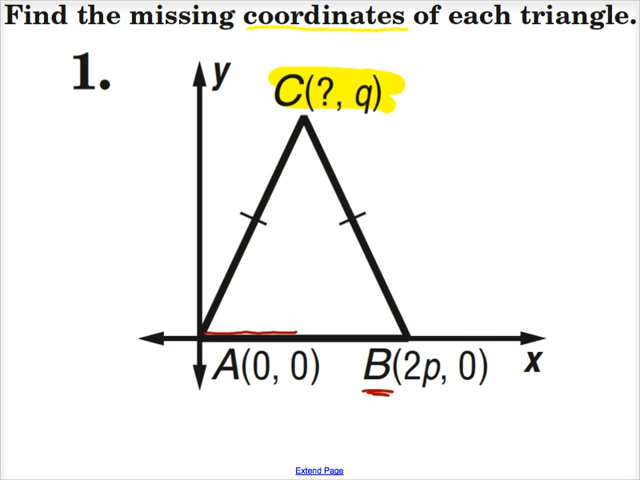 Find the missing coordinates of each triangle.
1.
y
C(?, q)
A(0, 0)
B(2p, 0)
x
Extend Page